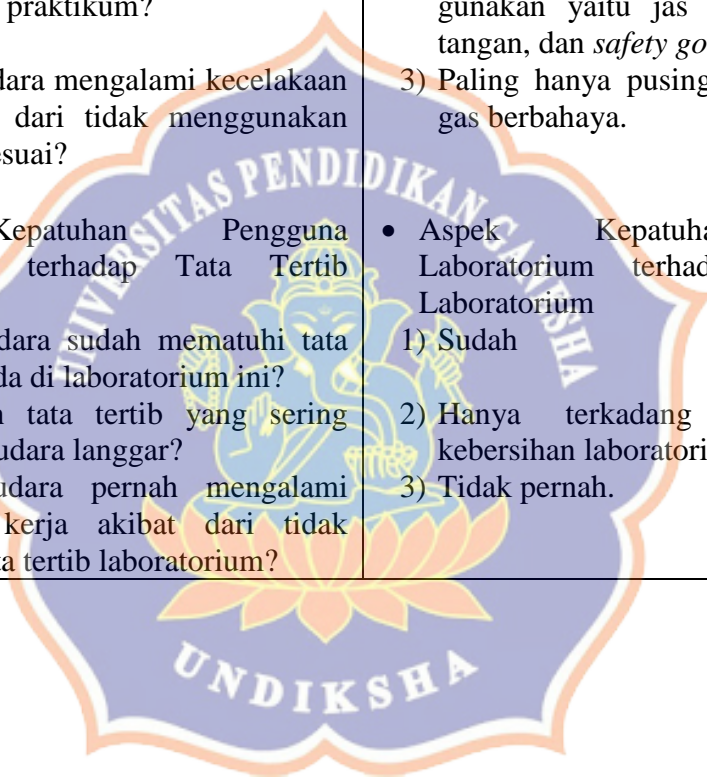 praktikum?
dara mengalami kecelakaan
dari tidak menggunakan
esuai?
Kepatuhan Pengguna
terhadap Tata Tertib
dara sudah mematuhi tata
da di laboratorium ini?
tata tertib yang sering
udara langgar?
udara pernah mengalami
kerja akibat dari tidak
ta tertib laboratorium?
gunakan yaitu jas
tangan, dan safety go
3) Paling hanya pusing
gas berbahaya.
• Aspek Kepatuha
Laboratorium terhad
Laboratorium
1) Sudah
2) Hanya terkadang
kebersihan laboratori
3) Tidak pernah.
UNIVERSITAS PENDIDIKAN GANESHA
UNDIKSHA